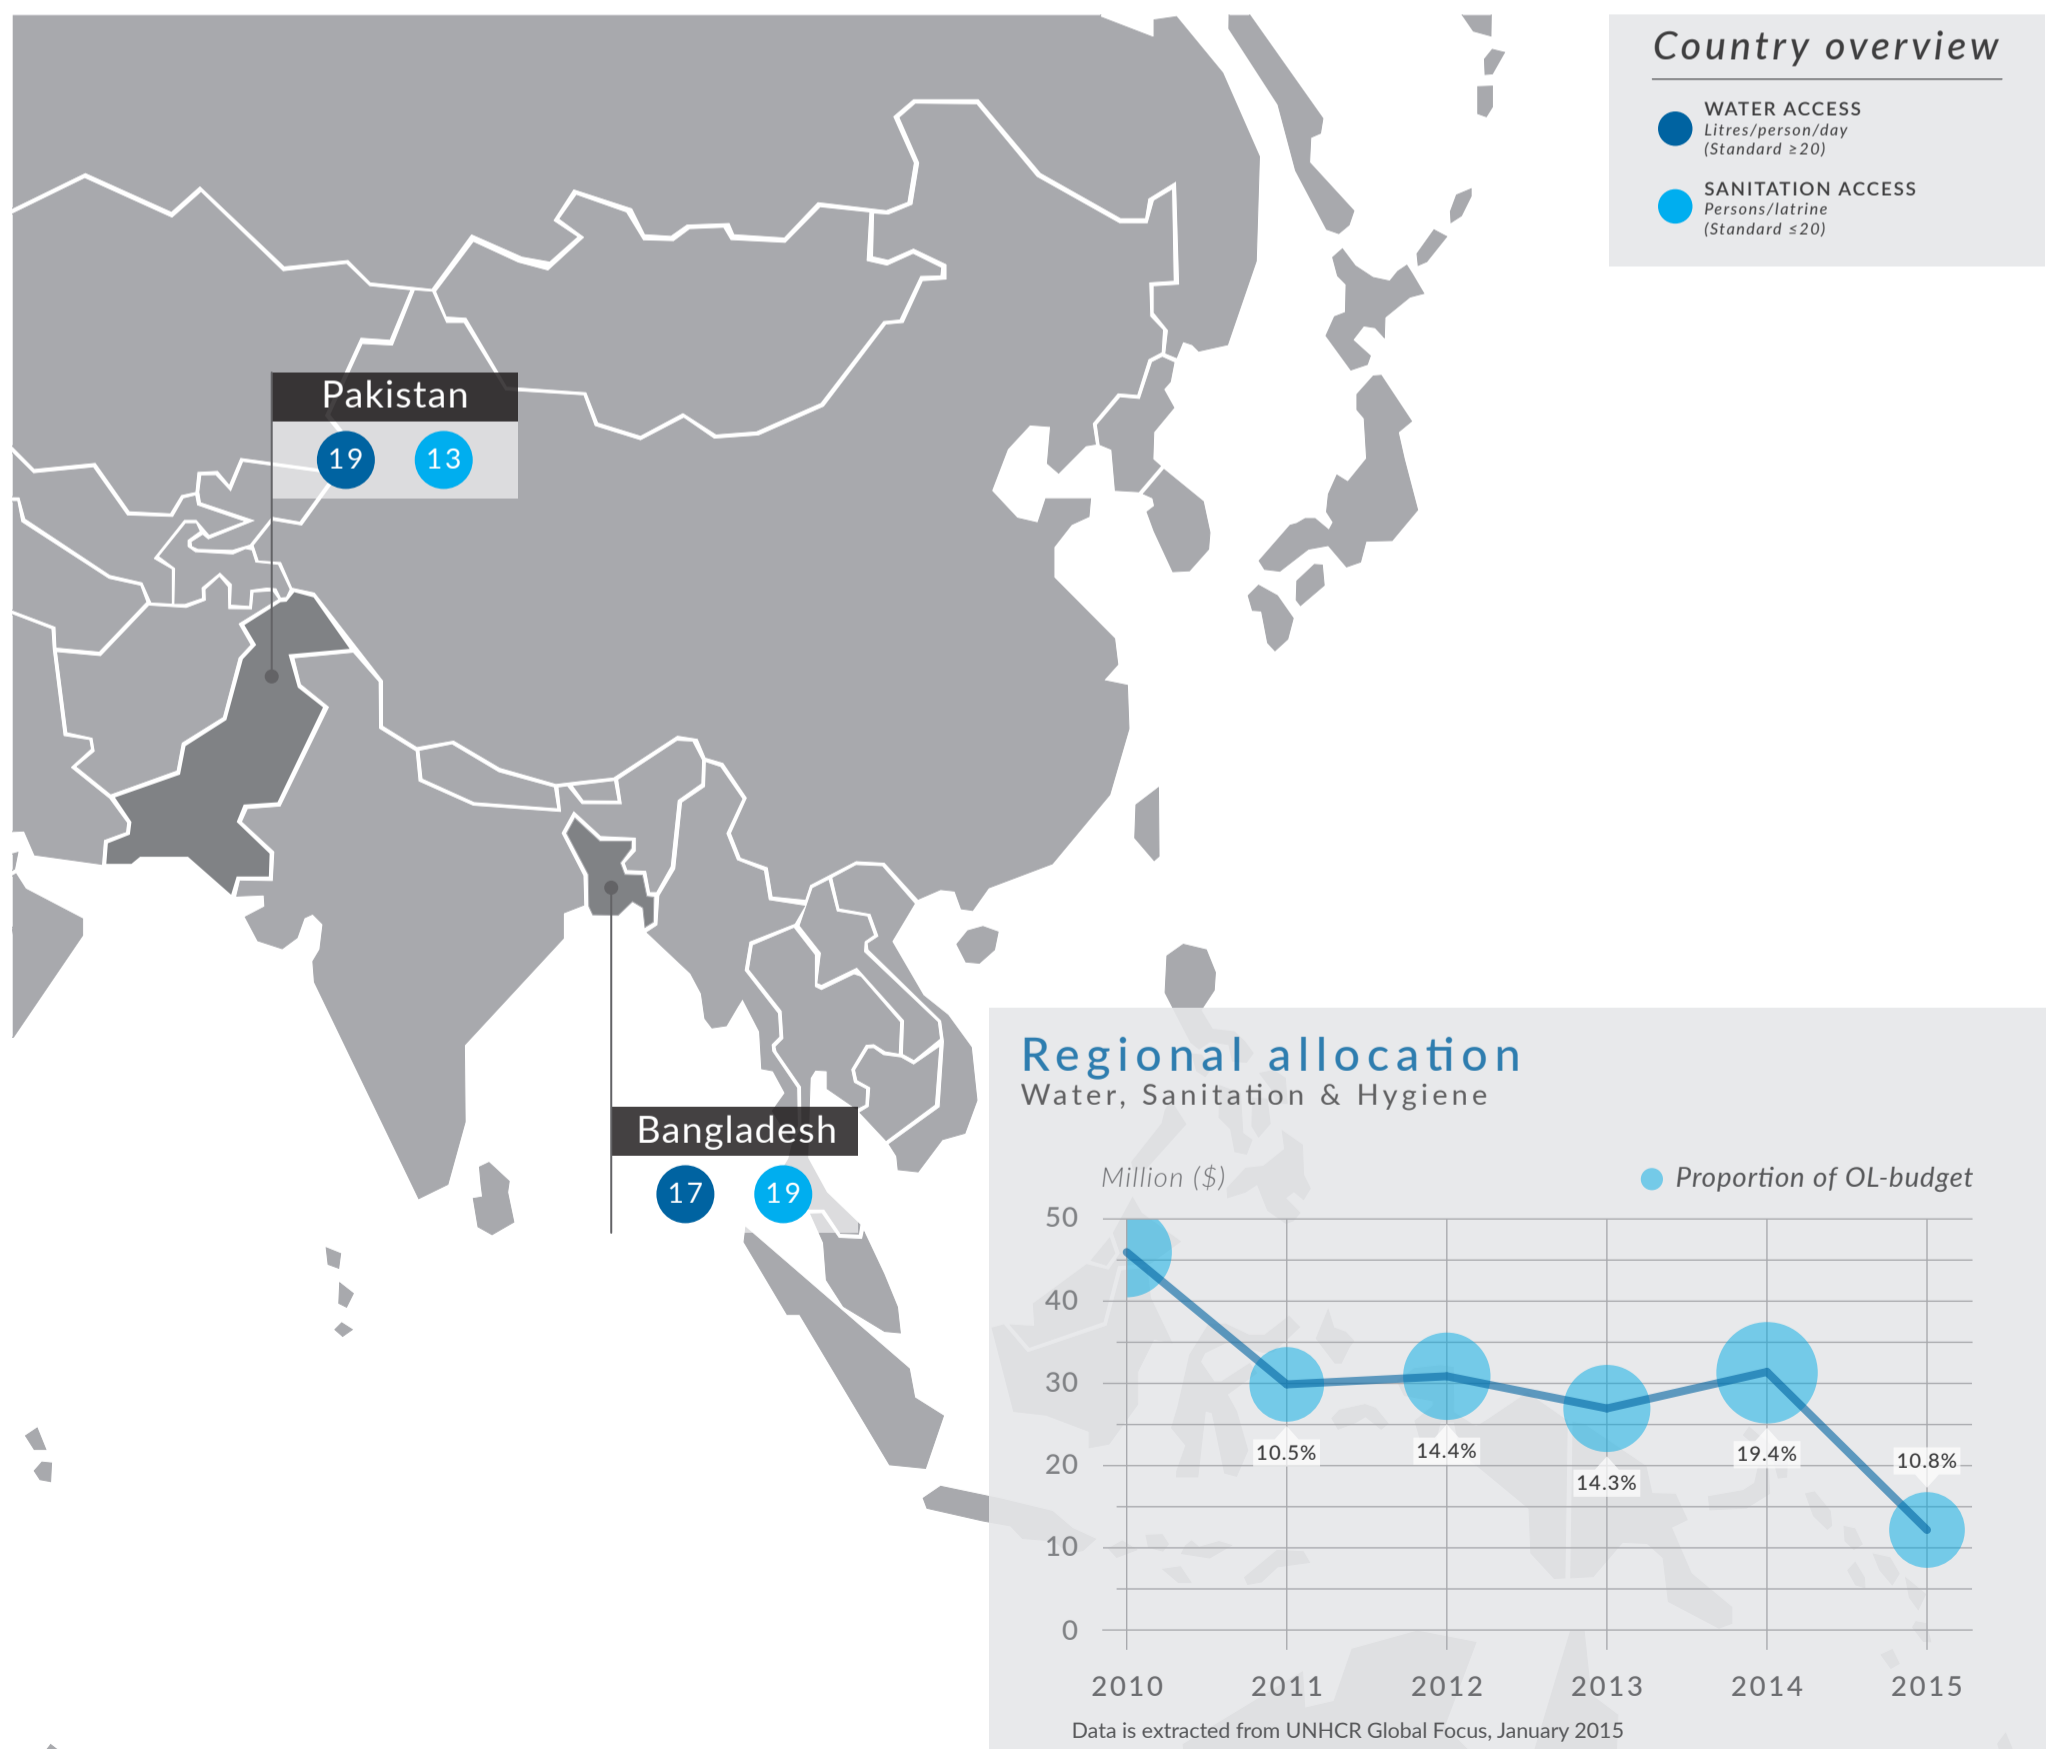 Country overview
WATER ACCESS
Litres/person/day
(Standard ≥20)
SANITATION ACCESS
Persons/latrine
(Standard ≤20)
Pakistan
19 13
Bangladesh
17 19
Regional allocation
Water, Sanitation & Hygiene
Million ($)
Proportion of OL-budget
50
40
30
20
10
0
10.5%
14.4%
14.3%
19.4%
10.8%
2010 2011 2012 2013 2014 2015
Data is extracted from UNHCR Global Focus, January 2015